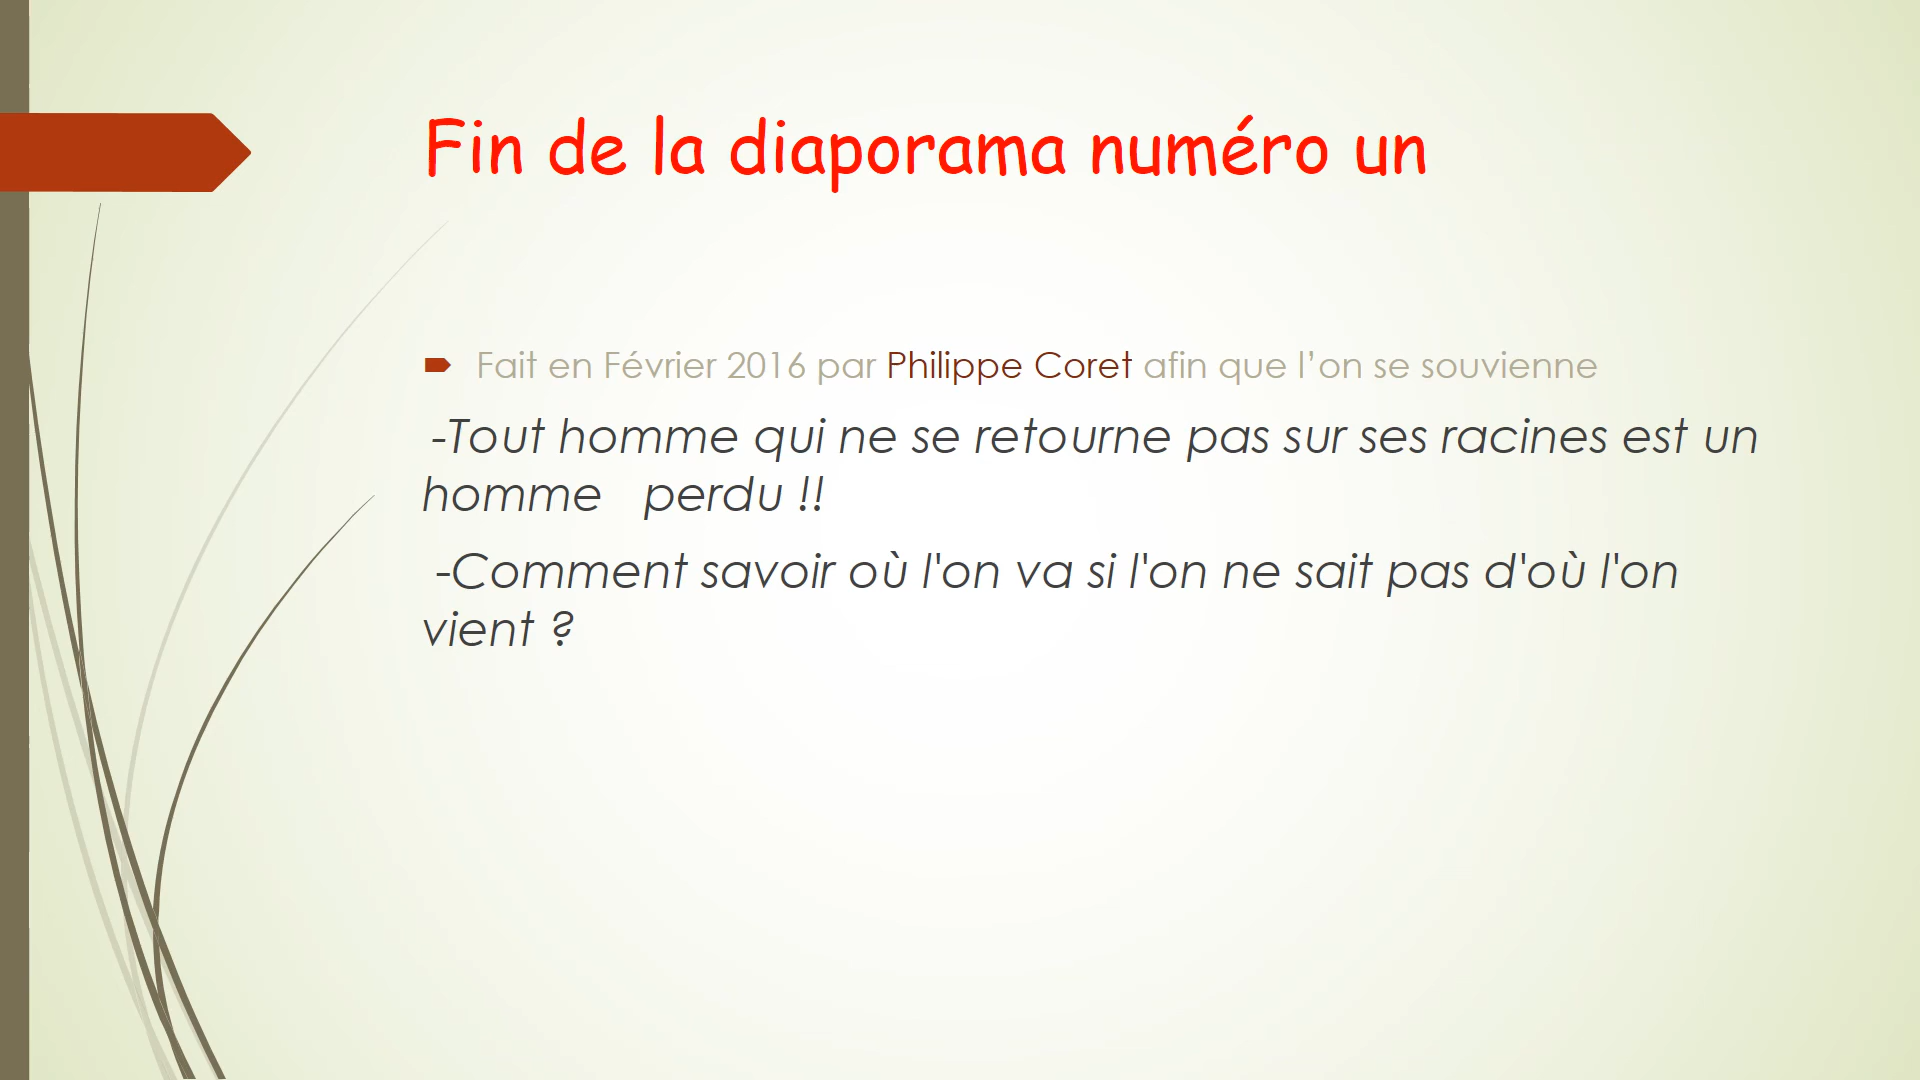 Fin de la diaporama numéro un
Fait en Février 2016 par Philippe Coret afin que l’on se souvienne
-Tout homme qui ne se retourne pas sur ses racines est un
homme   perdu !!
-Comment savoir où l'on va si l'on ne sait pas d'où l'on
vient ?